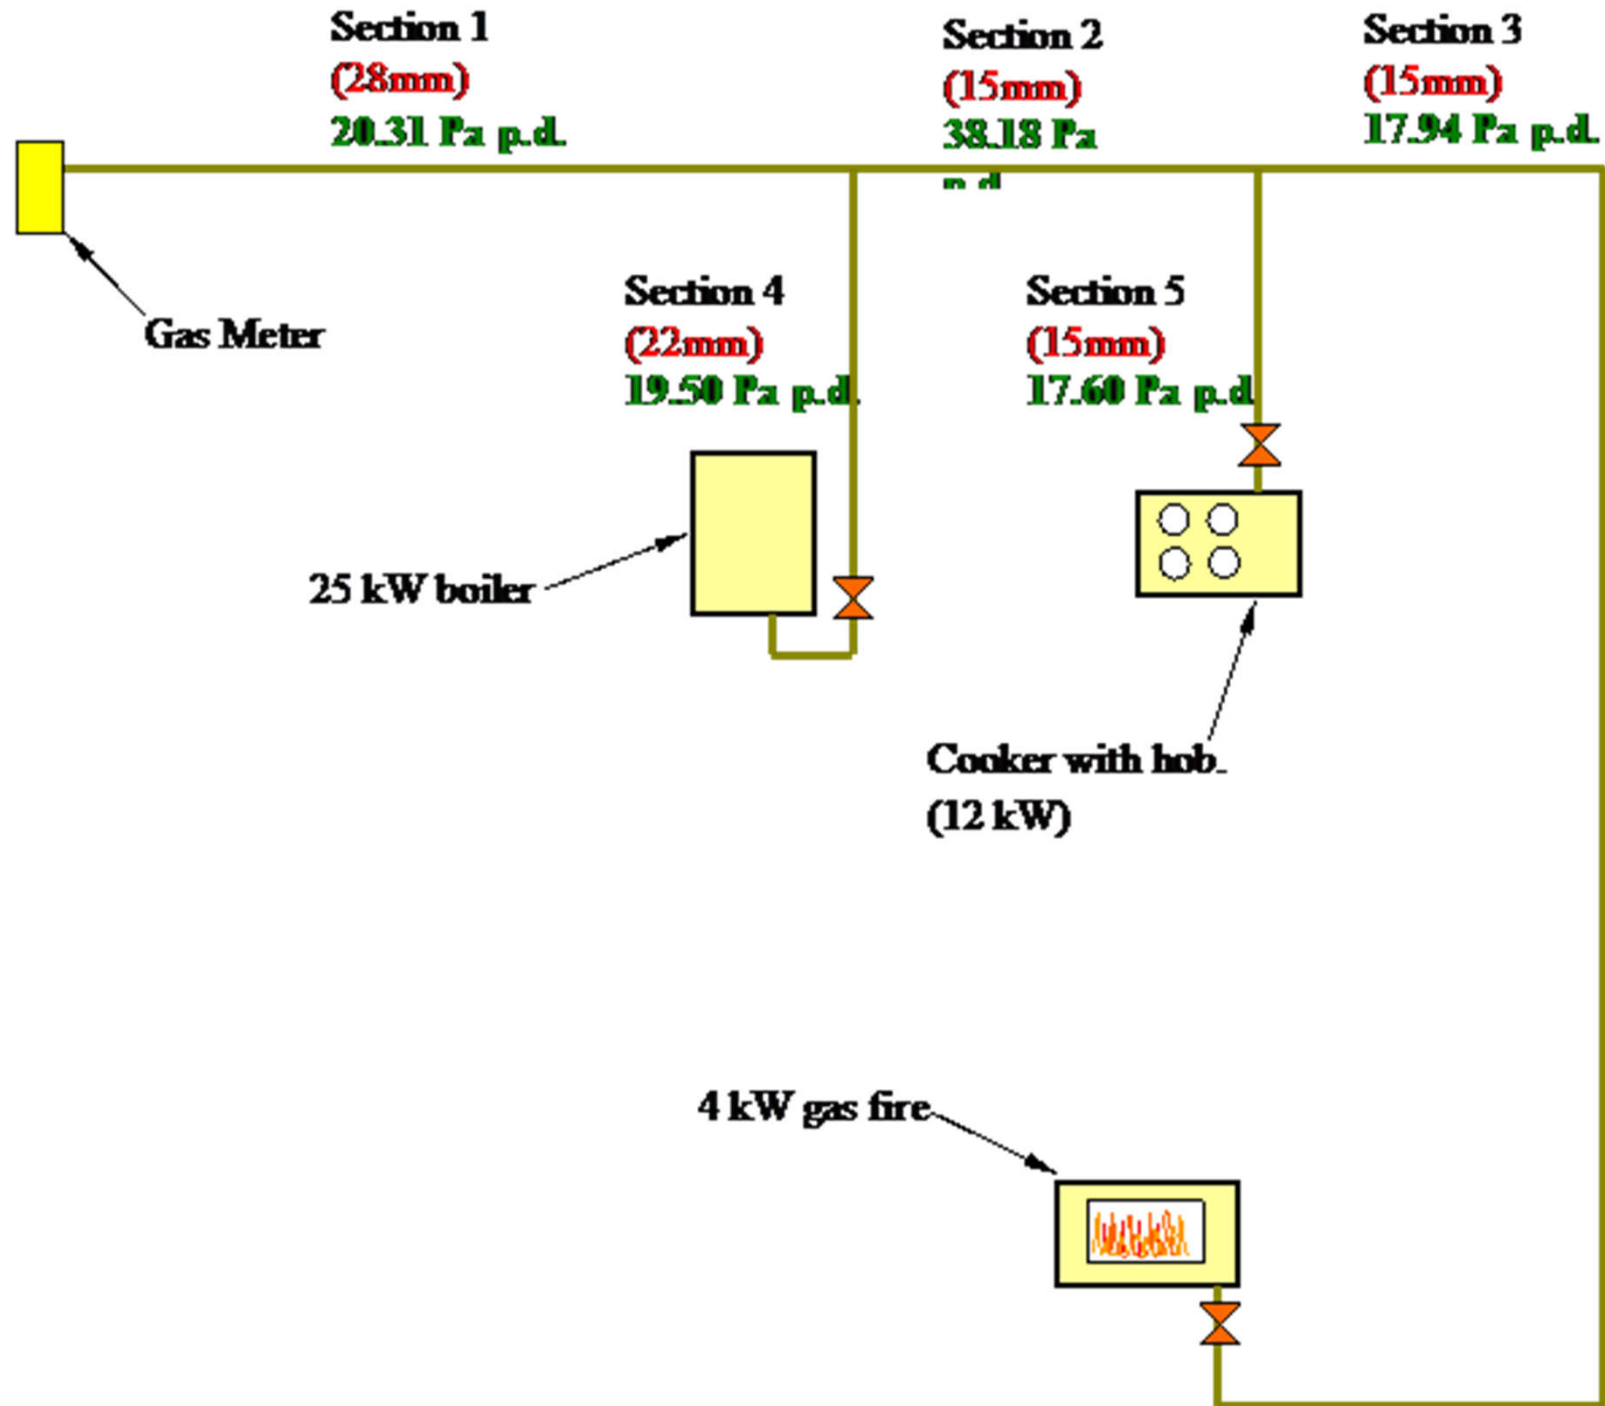 Section 1
(28mm)
20.31 Pa p.d.
Section 2
(15mm)
38.18 Pa
p.d.
Section 3
(15mm)
17.94 Pa p.d.
Gas Meter
Section 4
(22mm)
19.50 Pa p.d.
Section 5
(15mm)
17.60 Pa p.d
25 kW boiler
Cooker with hob.
(12 kW)
4 kW gas fire